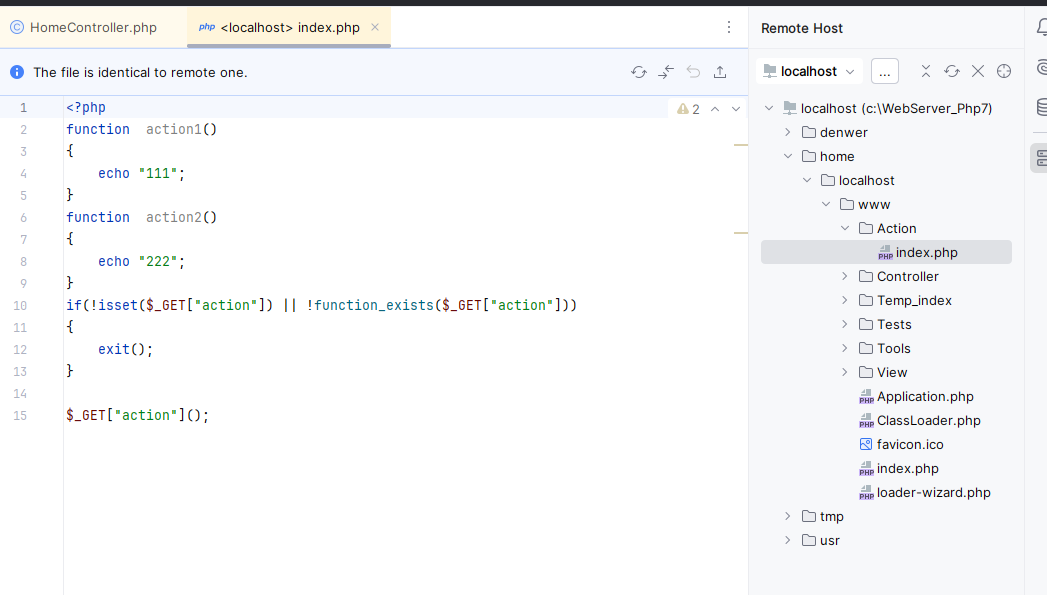 HomeController.php
php <localhost> index.php
The file is identical to remote one.
2
1 <?php
2 function  action1()
3 {
4     echo "111";
5 }
6 function  action2()
7 {
8     echo "222";
9 }
10 if(!isset($_GET["action"]) || !function_exists($_GET["action"]))
11 {
12     exit();
13 }
14
15 $_GET["action"]();
Remote Host
localhost
...
localhost (c:\WebServer_Php7)
denwer
home
localhost
www
Action
index.php
Controller
Temp_index
Tests
Tools
View
Application.php
ClassLoader.php
favicon.ico
index.php
loader-wizard.php
tmp
usr